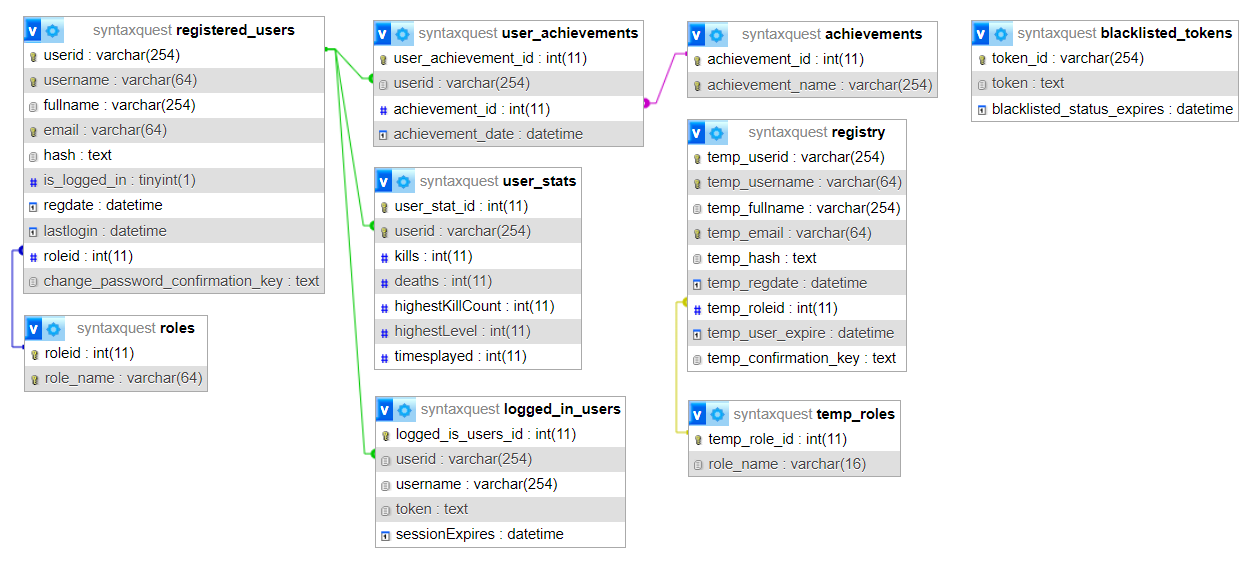 syntaxquest registered_users
userid : varchar(254)
username : varchar(64)
fullname : varchar(254)
email : varchar(64)
hash : text
is_logged_in : tinyint(1)
regdate : datetime
lastlogin : datetime
roleid : int(11)
change_password_confirmation_key : text
syntaxquest roles
roleid : int(11)
role_name : varchar(64)
syntaxquest user_achievements
user_achievement_id : int(11)
userid : varchar(254)
achievement_id : int(11)
achievement_date : datetime
syntaxquest user_stats
user_stat_id : int(11)
userid : varchar(254)
kills : int(11)
deaths : int(11)
highestKillCount : int(11)
highestLevel : int(11)
timesplayed : int(11)
syntaxquest logged_in_users
logged_is_users_id : int(11)
userid : varchar(254)
username : varchar(254)
token : text
sessionExpires : datetime
syntaxquest achievements
achievement_id : int(11)
achievement_name : varchar(254)
syntaxquest registry
temp_userid : varchar(254)
temp_username : varchar(64)
temp_fullname : varchar(254)
temp_email : varchar(64)
temp_hash : text
temp_regdate : datetime
temp_roleid : int(11)
temp_user_expire : datetime
temp_confirmation_key : text
syntaxquest temp_roles
temp_role_id : int(11)
role_name : varchar(16)
syntaxquest blacklisted_tokens
token_id : varchar(254)
token : text
blacklisted_status_expires : datetime